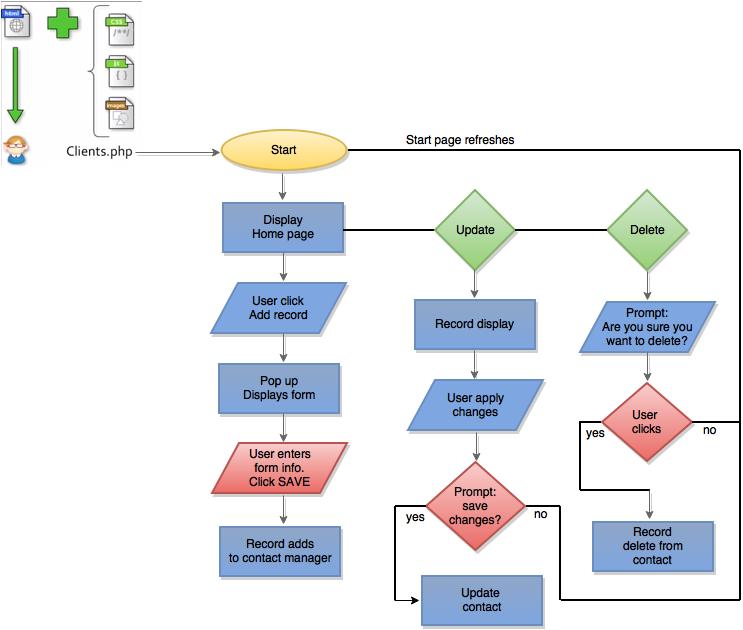 html
CSS
/**/
js
{ }
images
Clients.php
Start
Start page refreshes
Display
Home page
Update
Delete
User click
Add record
Record display
Prompt:
Are you sure you
want to delete?
Pop up
Displays form
User apply
changes
User
clicks
yes
no
User enters
form info.
Click SAVE
Prompt:
save
changes?
yes
no
Record adds
to contact manager
Record
delete from
contact
Update
contact